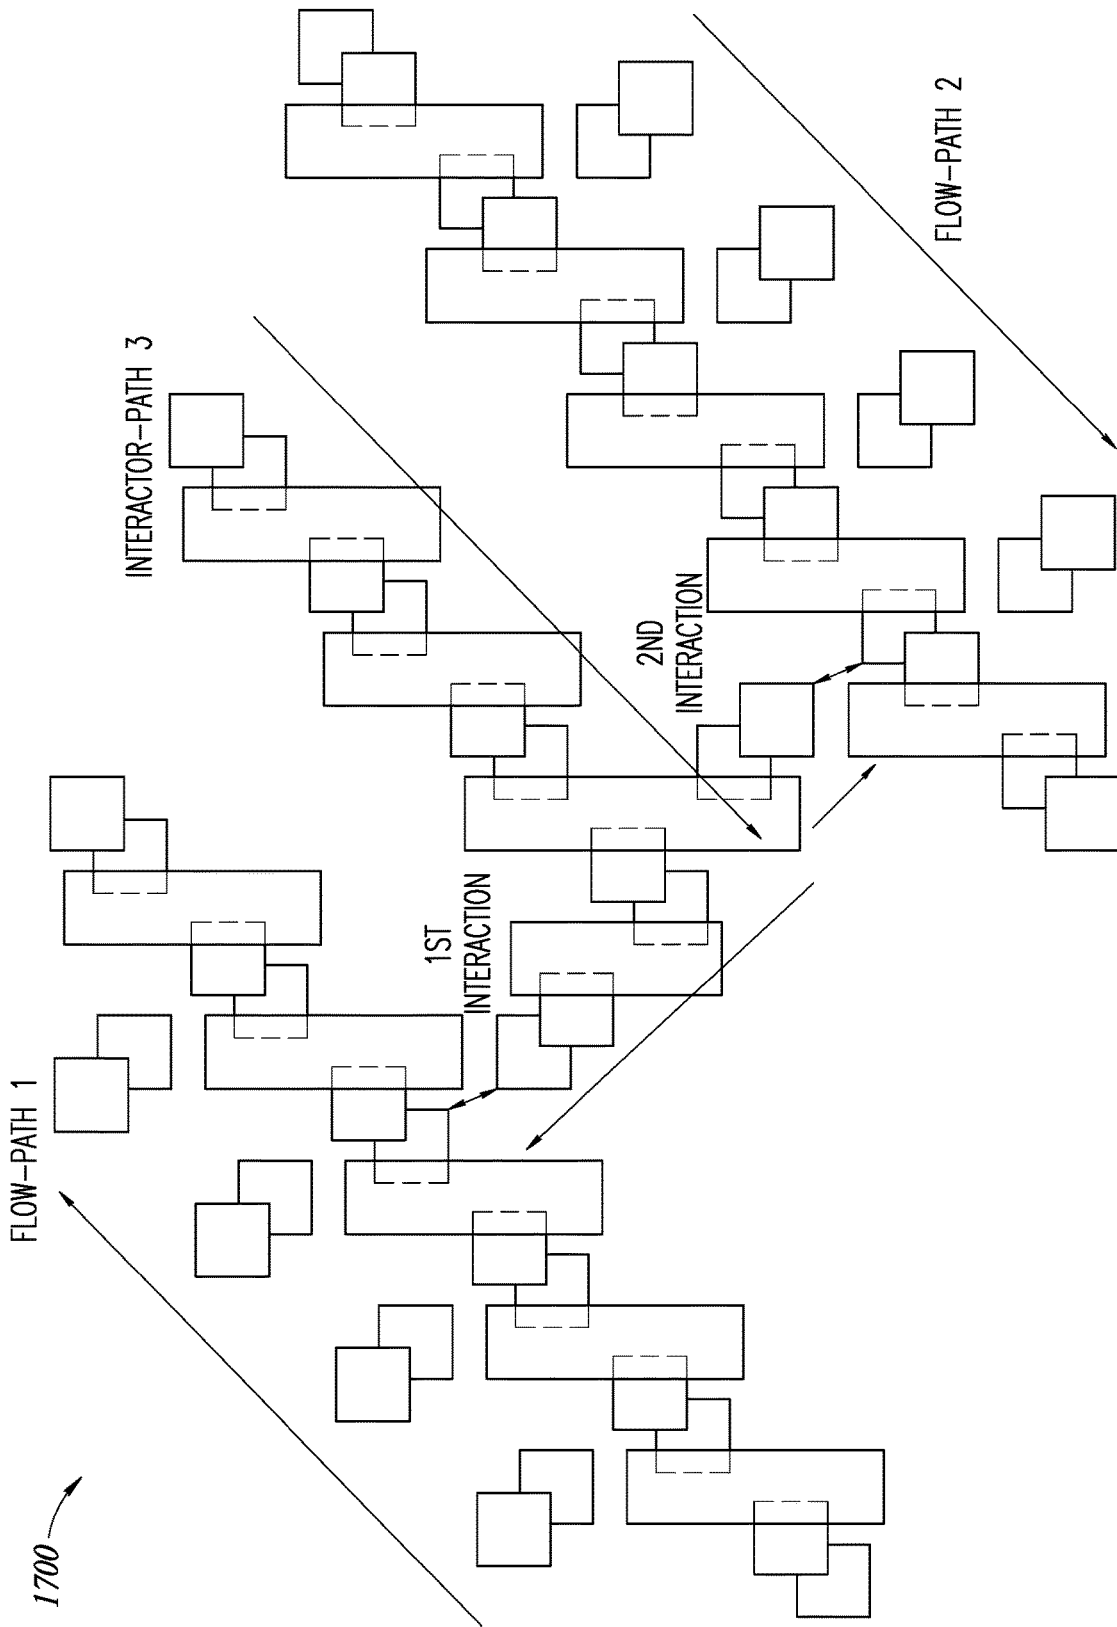 1700
FLOW-PATH 1
INTERACTOR-PATH 3
1ST
INTERACTION
2ND
INTERACTION
FLOW-PATH 2